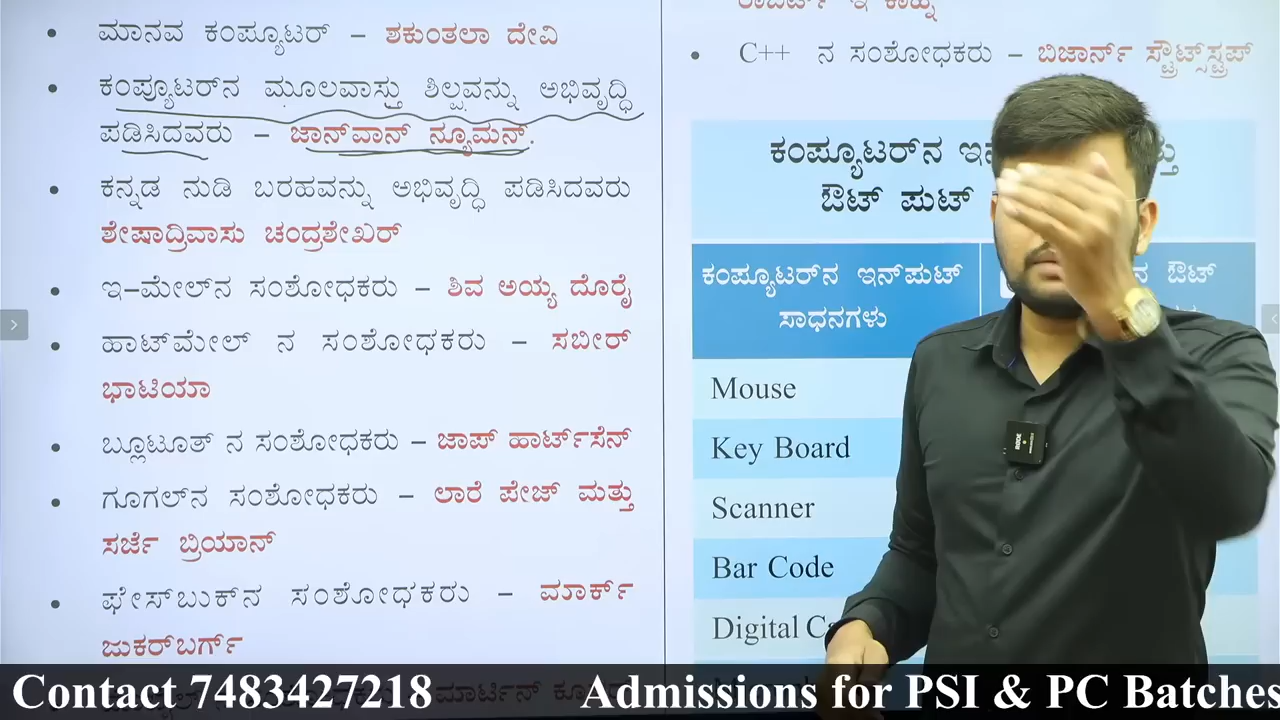 • ಮಾನವ ಕಂಪ್ಯೂಟರ್ – ಶಕುಂತಲಾ ದೇವಿ
• ಕಂಪ್ಯೂಟರ್‌ನ ಮೂಲವಾಸ್ತು ಶಿಲ್ಪವನ್ನು ಅಭಿವೃದ್ಧಿ
ಪಡಿಸಿದವರು – ಜಾನ್‌ವಾನ್ ನ್ಯೂಮನ್.
• ಕನ್ನಡ ನುಡಿ ಬರಹವನ್ನು ಅಭಿವೃದ್ಧಿ ಪಡಿಸಿದವರು
ಶೇಷಾದ್ರಿವಾಸು ಚಂದ್ರಶೇಖರ್
• ಇ–ಮೇಲ್‌ನ ಸಂಶೋಧಕರು – ಶಿವ ಅಯ್ಯ ದೊರೈ
• ಹಾಟ್‌ಮೇಲ್ ನ ಸಂಶೋಧಕರು – ಸಬೀರ್
ಭಾಟಿಯಾ
• ಬ್ಲೂಟೂತ್ ನ ಸಂಶೋಧಕರು – ಜಾಪ್ ಹಾರ್ಟ್‌ಸೆನ್
• ಗೂಗಲ್‌ನ ಸಂಶೋಧಕರು – ಲಾರೆ ಪೇಜ್ ಮತ್ತು
ಸರ್ಜೆ ಬ್ರಿಯಾನ್
• ಫೇಸ್‌ಬುಕ್‌ನ ಸಂಶೋಧಕರು – ಮಾರ್ಕ್
ಜುಕರ್‌ಬರ್ಗ್
• C++ ನ ಸಂಶೋಧಕರು – ಬಿಜಾರ್ನ್ ಸ್ಟ್ರೌಟ್‌ಸ್ಟ್ರಪ್
ಕಂಪ್ಯೂಟರ್‌ನ
ಔಟ್ ಪುಟ್
ಕಂಪ್ಯೂಟರ್‌ನ ಇನ್‌ಪುಟ್
ಸಾಧನಗಳು
ನ ಔಟ್
Mouse
Key Board
Scanner
Bar Code
Digital
Contact 7483427218 Admissions for PSI & PC Batches